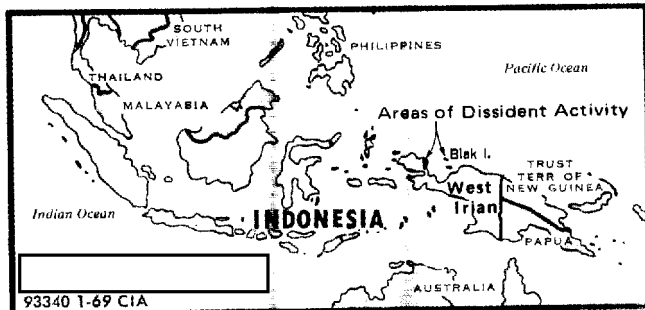 SOUTH
VIETNAM
PHILIPPINES
Pacific Ocean
THAILAND
MALAYABIA
Areas of Dissident Activity
Biak I.
TRUST
TERR OF
NEW GUINEA
West
Irian
Indian Ocean
INDONESIA
PAPUA
AUSTRALIA
93340 1-69 CIA